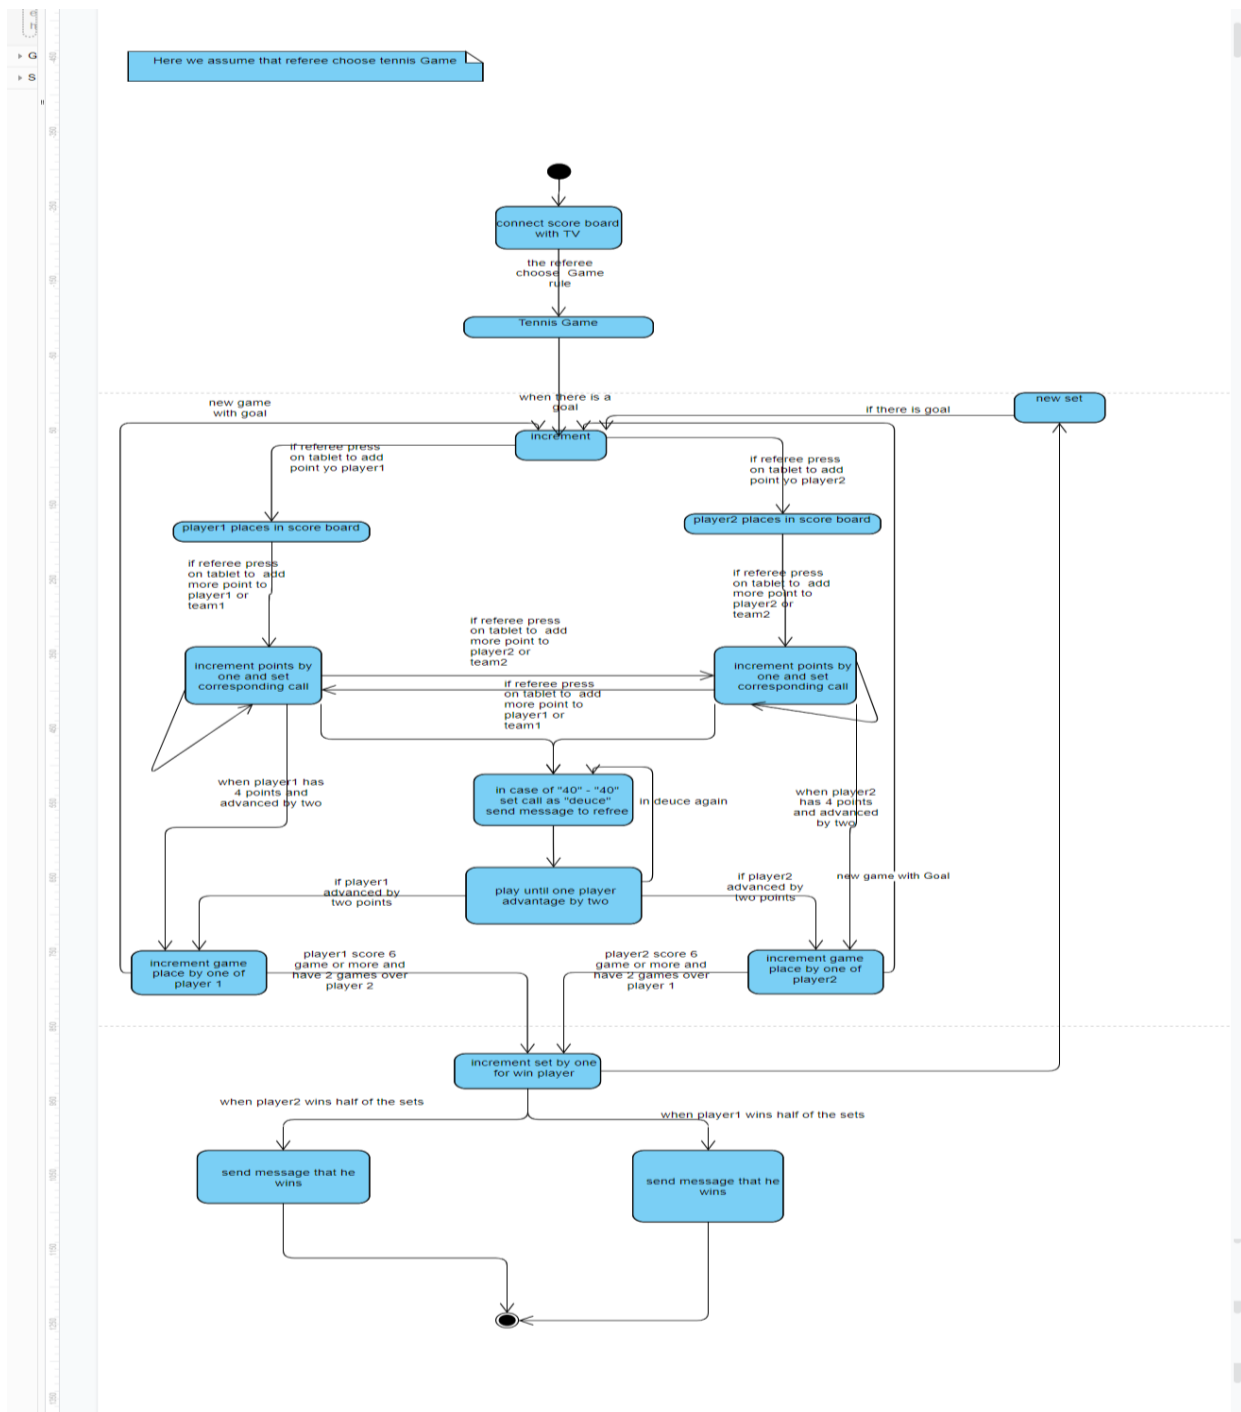 G
S
Here we assume that referee choose tennis Game
connect score board
with TV
the referee
choose Game
rule
Tennis Game
new game
with goal
when there is a
goal
new set
if there is goal
increment
if referee press
on tablet to add
point yo player1
if referee press
on tablet to add
point yo player2
player1 places in score board
player2 places in score board
if referee press
on tablet to add
more point to
player1 or
team1
if referee press
on tablet to add
more point to
player2 or
team2
if referee press
on tablet to add
more point to
player2 or
team2
increment points by
one and set
corresponding call
increment points by
one and set
corresponding call
if referee press
on tablet to add
more point to
player1 or
team1
when player1 has
4 points and
advanced by two
in case of "40" - "40"
set call as "deuce"
send message to refree
in deuce again
when player2
has 4 points
and advanced
by two
if player1
advanced by
two points
play until one player
advantage by two
if player2
advanced by
two points
new game with Goal
increment game
place by one of
player 1
player1 score 6
game or more and
have 2 games over
player 2
player2 score 6
game or more and
have 2 games over
player 1
increment game
place by one of
player2
increment set by one
for win player
when player2 wins half of the sets
when player1 wins half of the sets
send message that he
wins
send message that he
wins